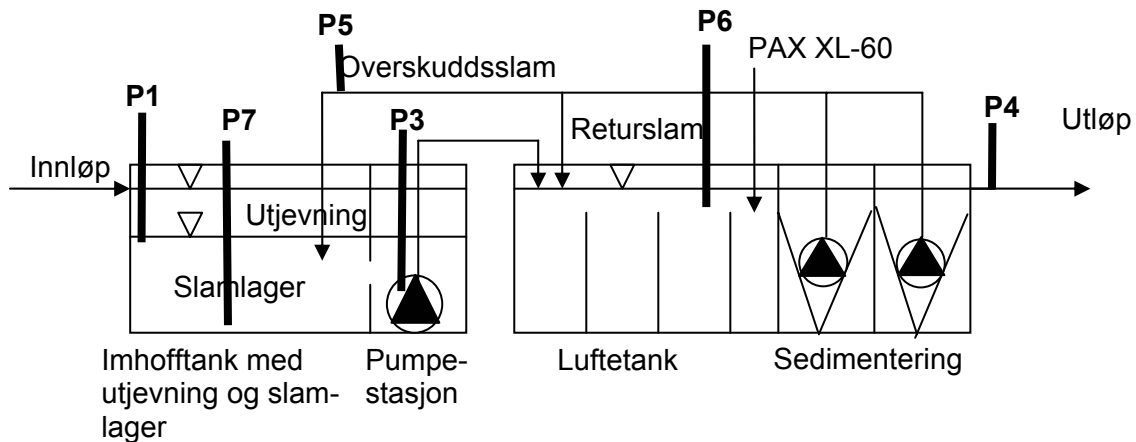 P5
P6
PAX XL-60
Overskuddsslam
P1
P7
P3
P4
Returslam
Utløp
Innløp
Utjevning
Slamlager
Imhofftank med
utjevning og slam-
lager
Pumpe-
stasjon
Luftetank
Sedimentering